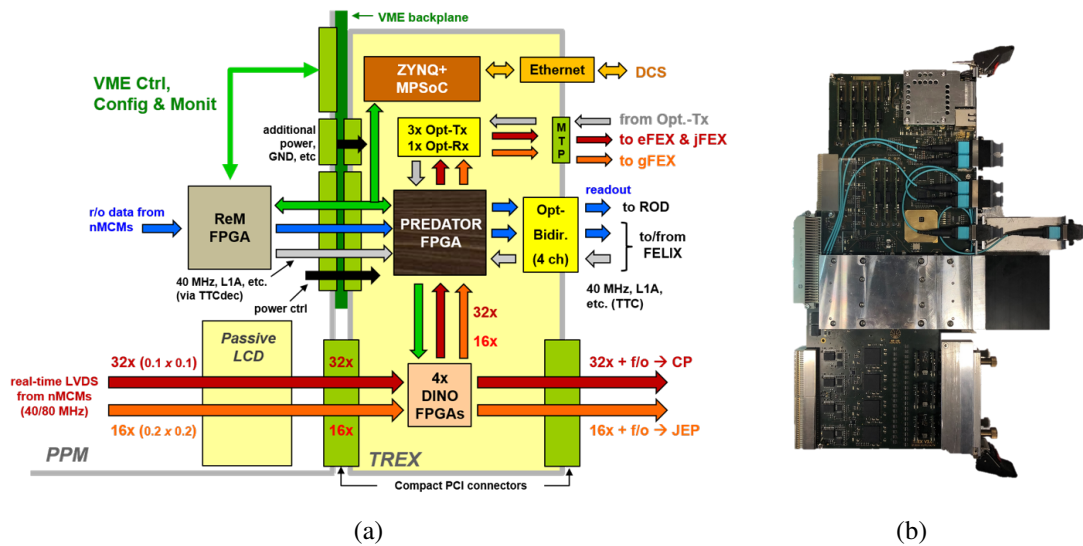 VME backplane
ZYNQ+
MPSoC
Ethernet
DCS
VME Ctrl,
Config & Monit
additional
power,
GND, etc
3x Opt-Tx
1x Opt-Rx
M
T
P
from Opt.-Tx
to eFEX & jFEX
to gFEX
r/o data from
nMCMs
ReM
FPGA
PREDATOR
FPGA
Opt-
Bidir.
(4 ch)
readout
to ROD
to/from
FELIX
40 MHz, L1A, etc.
(via TTCdec)
power ctrl
40 MHz, L1A,
etc. (TTC)
32x
16x
Passive
LCD
32x (0.1 x 0.1)
32x
4x
DINO
FPGAs
32x + f/o → CP
real-time LVDS
from nMCMs
(40/80 MHz)
16x (0.2 x 0.2)
16x
16x + f/o → JEP
PPM
TREX
Compact PCI connectors
(a)
(b)